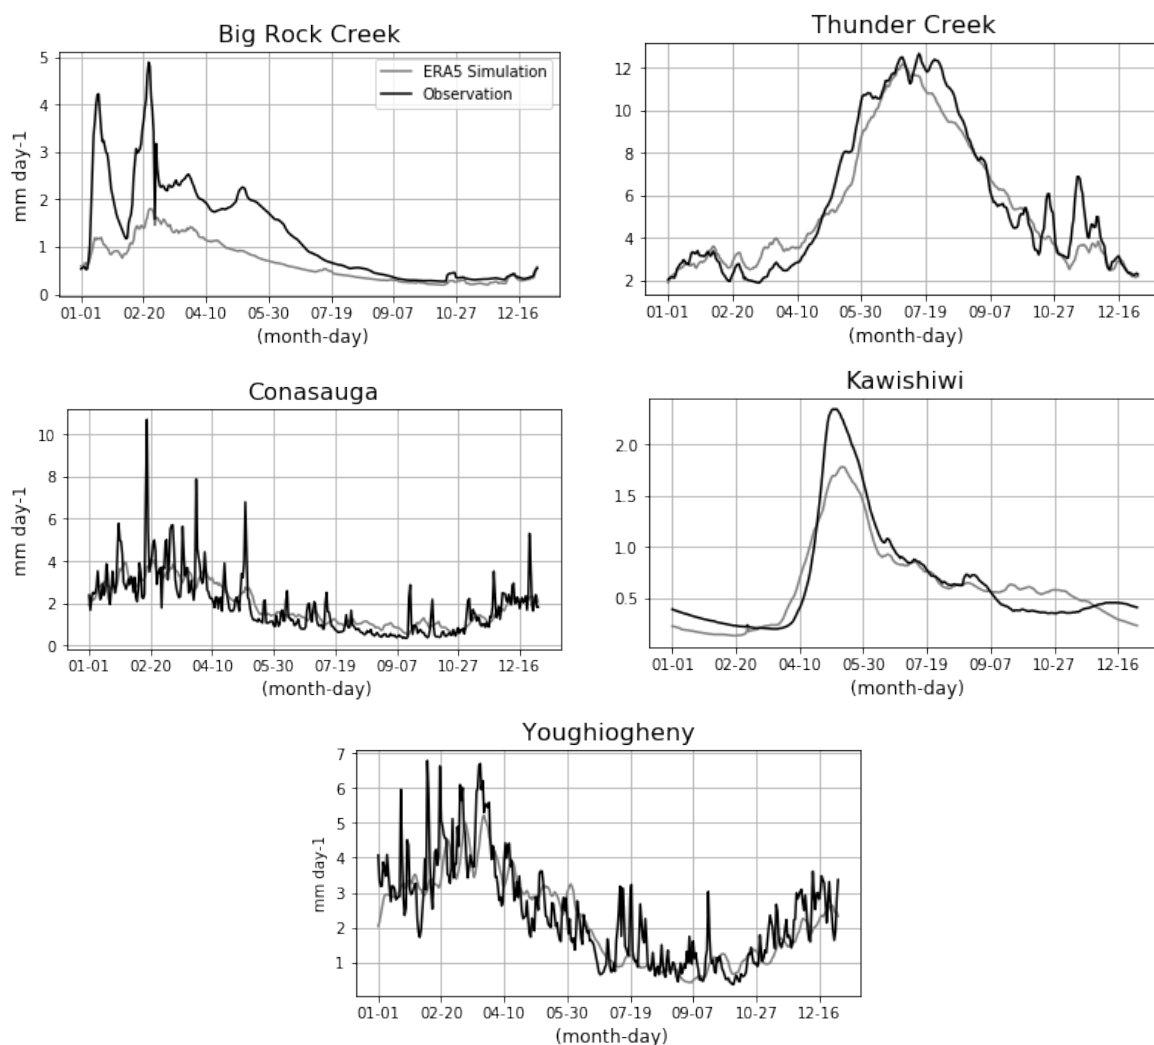 Big Rock Creek
5
4
3
2
1
0
mm day-1
ERA5 Simulation
Observation
01-01 02-20 04-10 05-30 07-19 09-07 10-27 12-16
(month-day)
Thunder Creek
12
10
8
6
4
2
01-01 02-20 04-10 05-30 07-19 09-07 10-27 12-16
(month-day)
Conasauga
10
8
6
4
2
0
mm day-1
01-01 02-20 04-10 05-30 07-19 09-07 10-27 12-16
(month-day)
Kawishiwi
2.0
1.5
1.0
0.5
01-01 02-20 04-10 05-30 07-19 09-07 10-27 12-16
(month-day)
Youghiogheny
7
6
5
4
3
2
1
mm day-1
01-01 02-20 04-10 05-30 07-19 09-07 10-27 12-16
(month-day)